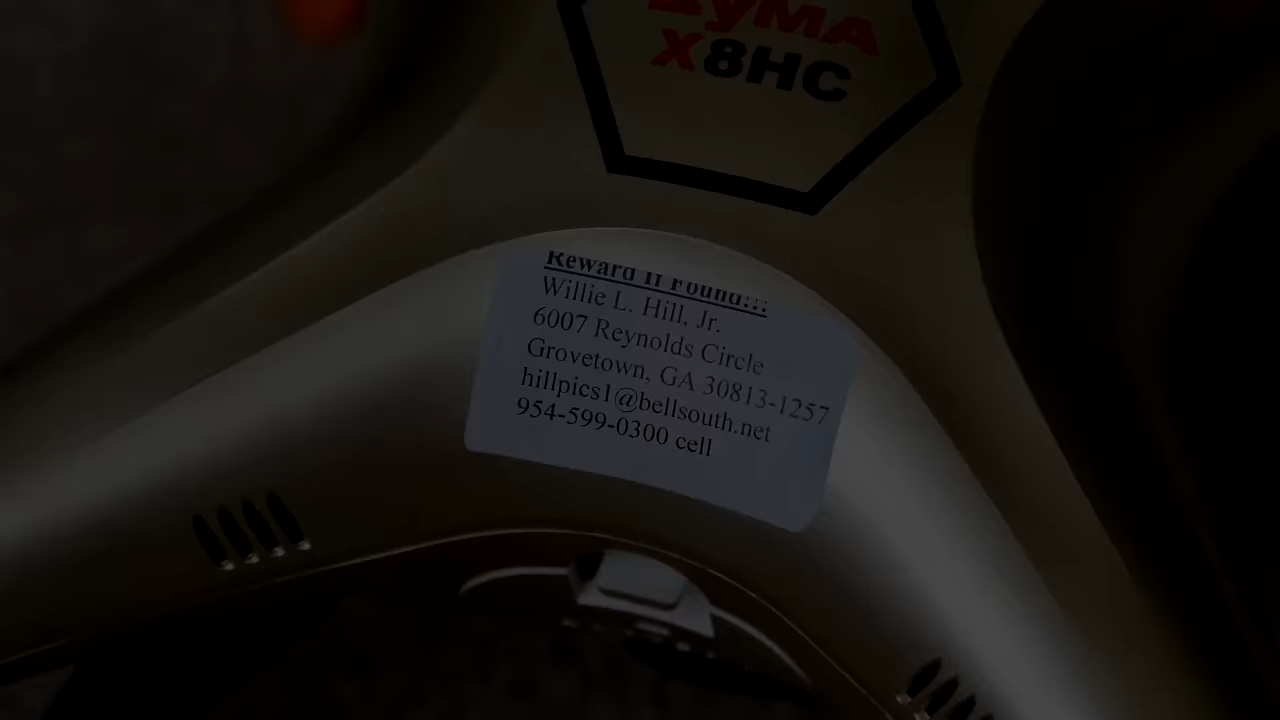 SYMA
X8HC
Reward If Found!!!
Willie L. Hill, Jr.
6007 Reynolds Circle
Grovetown, GA 30813-1257
hillpics1@bellsouth.net
954-599-0300 cell